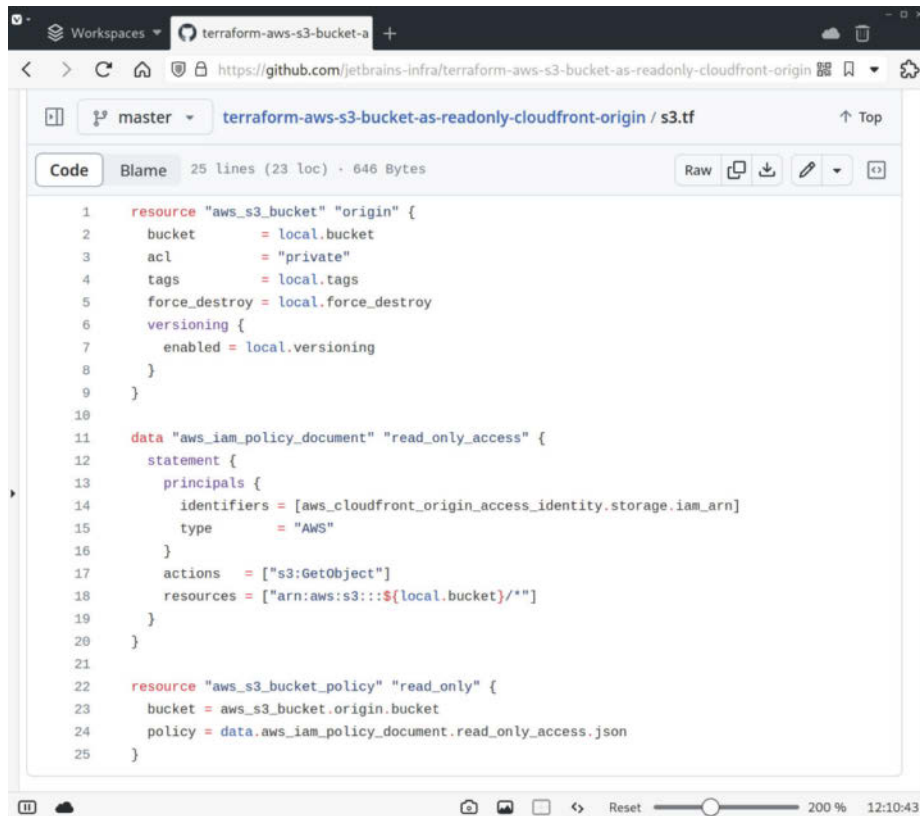 Workspaces
terraform-aws-s3-bucket-a
https://github.com/jetbrains-infra/terraform-aws-s3-bucket-as-readonly-cloudfront-origin
master
terraform-aws-s3-bucket-as-readonly-cloudfront-origin / s3.tf
Top
Code
Blame
25 lines (23 loc) · 646 Bytes
Raw
1 resource "aws_s3_bucket" "origin" {
2 bucket = local.bucket
3 acl = "private"
4 tags = local.tags
5 force_destroy = local.force_destroy
6 versioning {
7 enabled = local.versioning
8 }
9 }
10
11 data "aws_iam_policy_document" "read_only_access" {
12 statement {
13 principals {
14 identifiers = [aws_cloudfront_origin_access_identity.storage.iam_arn]
15 type = "AWS"
16 }
17 actions = ["s3:GetObject"]
18 resources = ["arn:aws:s3:::${local.bucket}/*"]
19 }
20 }
21
22 resource "aws_s3_bucket_policy" "read_only" {
23 bucket = aws_s3_bucket.origin.bucket
24 policy = data.aws_iam_policy_document.read_only_access.json
25 }
Reset
200 %
12:10:43